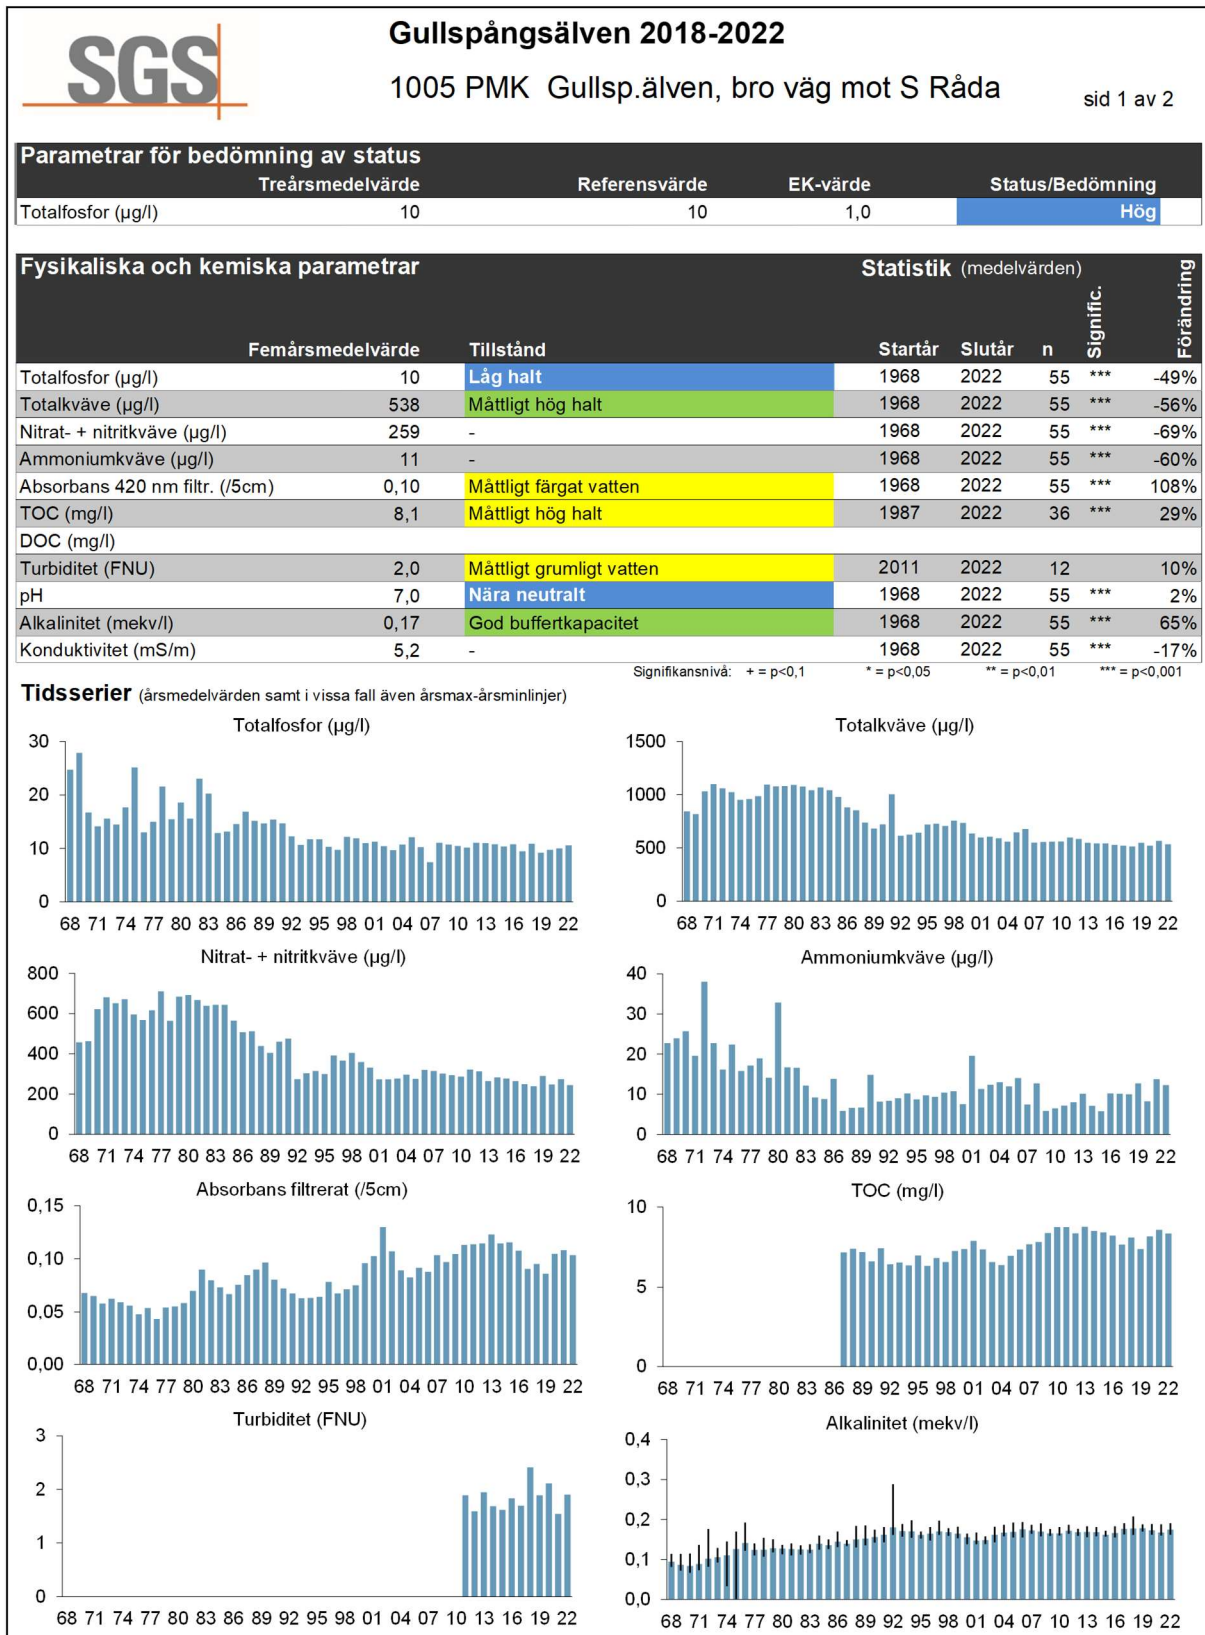 SGS
Gullspångsälven 2018-2022
1005 PMK Gullsp.älven, bro väg mot S Råda
sid 1 av 2
Parametrar för bedömning av status
Treårsmedelvärde Referensvärde EK-värde Status/Bedömning
Totalfosfor (µg/l) 10 10 1,0 Hög
Fysikaliska och kemiska parametrar Statistik (medelvärden)
Femårsmedelvärde Tillstånd Startår Slutår n Signific. Förändring
Totalfosfor (µg/l) 10 Låg halt 1968 2022 55 *** -49%
Totalkväve (µg/l) 538 Måttligt hög halt 1968 2022 55 *** -56%
Nitrat- + nitritkväve (µg/l) 259 - 1968 2022 55 *** -69%
Ammoniumkväve (µg/l) 11 - 1968 2022 55 *** -60%
Absorbans 420 nm filtr. (/5cm) 0,10 Måttligt färgat vatten 1968 2022 55 *** 108%
TOC (mg/l) 8,1 Måttligt hög halt 1987 2022 36 *** 29%
DOC (mg/l)
Turbiditet (FNU) 2,0 Måttligt grumligt vatten 2011 2022 12 10%
pH 7,0 Nära neutralt 1968 2022 55 *** 2%
Alkalinitet (mekv/l) 0,17 God buffertkapacitet 1968 2022 55 *** 65%
Konduktivitet (mS/m) 5,2 - 1968 2022 55 *** -17%
Signifikansnivå: + = p<0,1 * = p<0,05 ** = p<0,01 *** = p<0,001
Tidsserier (årsmedelvärden samt i vissa fall även årsmax-årsminlinjer)
Totalfosfor (µg/l)
30
20
10
0
68 71 74 77 80 83 86 89 92 95 98 01 04 07 10 13 16 19 22
Totalkväve (µg/l)
1500
1000
500
0
68 71 74 77 80 83 86 89 92 95 98 01 04 07 10 13 16 19 22
Nitrat- + nitritkväve (µg/l)
800
600
400
200
0
68 71 74 77 80 83 86 89 92 95 98 01 04 07 10 13 16 19 22
Ammoniumkväve (µg/l)
40
30
20
10
0
68 71 74 77 80 83 86 89 92 95 98 01 04 07 10 13 16 19 22
Absorbans filtrerat (/5cm)
0,15
0,10
0,05
0,00
68 71 74 77 80 83 86 89 92 95 98 01 04 07 10 13 16 19 22
TOC (mg/l)
10
5
0
68 71 74 77 80 83 86 89 92 95 98 01 04 07 10 13 16 19 22
Turbiditet (FNU)
3
2
1
0
68 71 74 77 80 83 86 89 92 95 98 01 04 07 10 13 16 19 22
Alkalinitet (mekv/l)
0,4
0,3
0,2
0,1
0,0
68 71 74 77 80 83 86 89 92 95 98 01 04 07 10 13 16 19 22